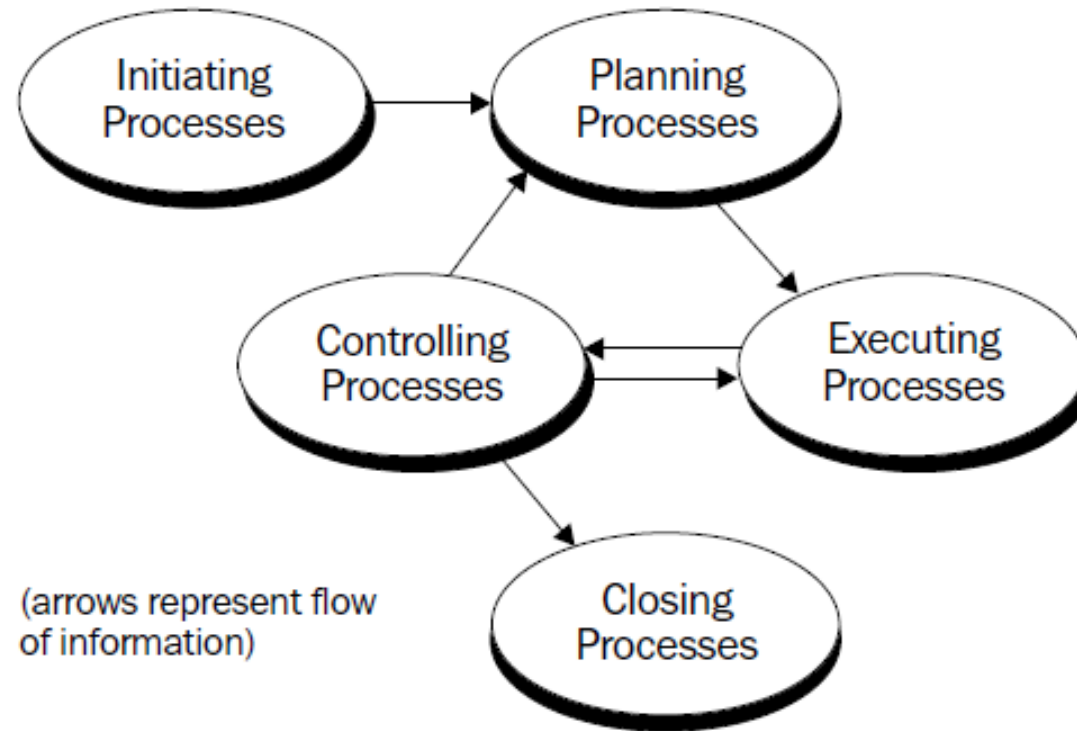 Initiating
Processes
Planning
Processes
Controlling
Processes
Executing
Processes
(arrows represent flow
of information)
Closing
Processes